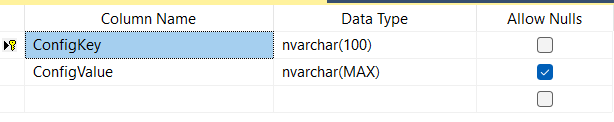 Column Name Data Type Allow Nulls
ConfigKey nvarchar(100)
ConfigValue nvarchar(MAX)